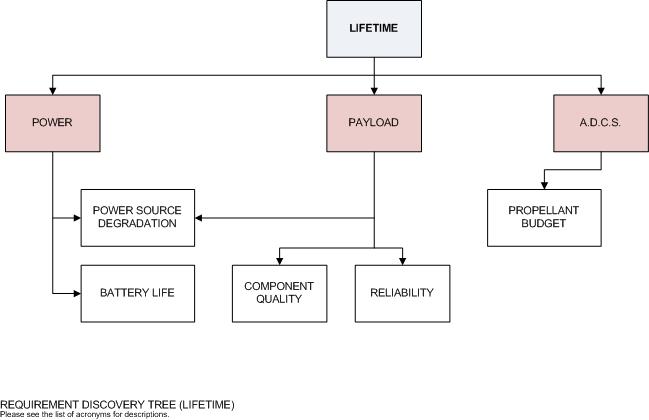 LIFETIME
POWER
PAYLOAD
A.D.C.S.
POWER SOURCE
DEGRADATION
PROPELLANT
BUDGET
BATTERY LIFE
COMPONENT
QUALITY
RELIABILITY
REQUIREMENT DISCOVERY TREE (LIFETIME)
Please see the list of acronyms for descriptions.